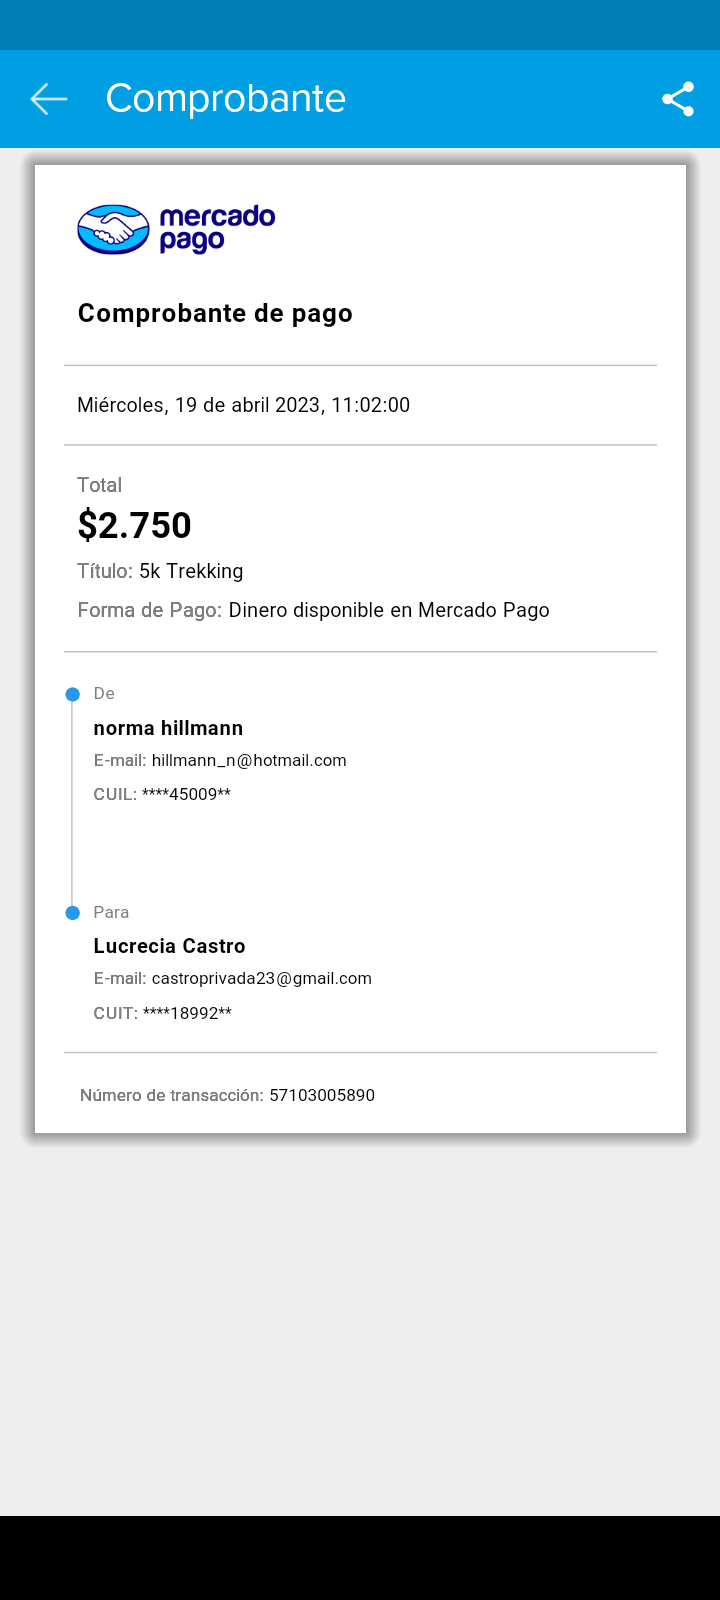 Comprobante
mercado
pago
Comprobante de pago
Miércoles, 19 de abril 2023, 11:02:00
Total
$2.750
Título: 5k Trekking
Forma de Pago: Dinero disponible en Mercado Pago
De
norma hillmann
E-mail: hillmann_n@hotmail.com
CUIL: ****45009**
Para
Lucrecia Castro
E-mail: castroprivada23@gmail.com
CUIT: ****18992**
Número de transacción: 57103005890